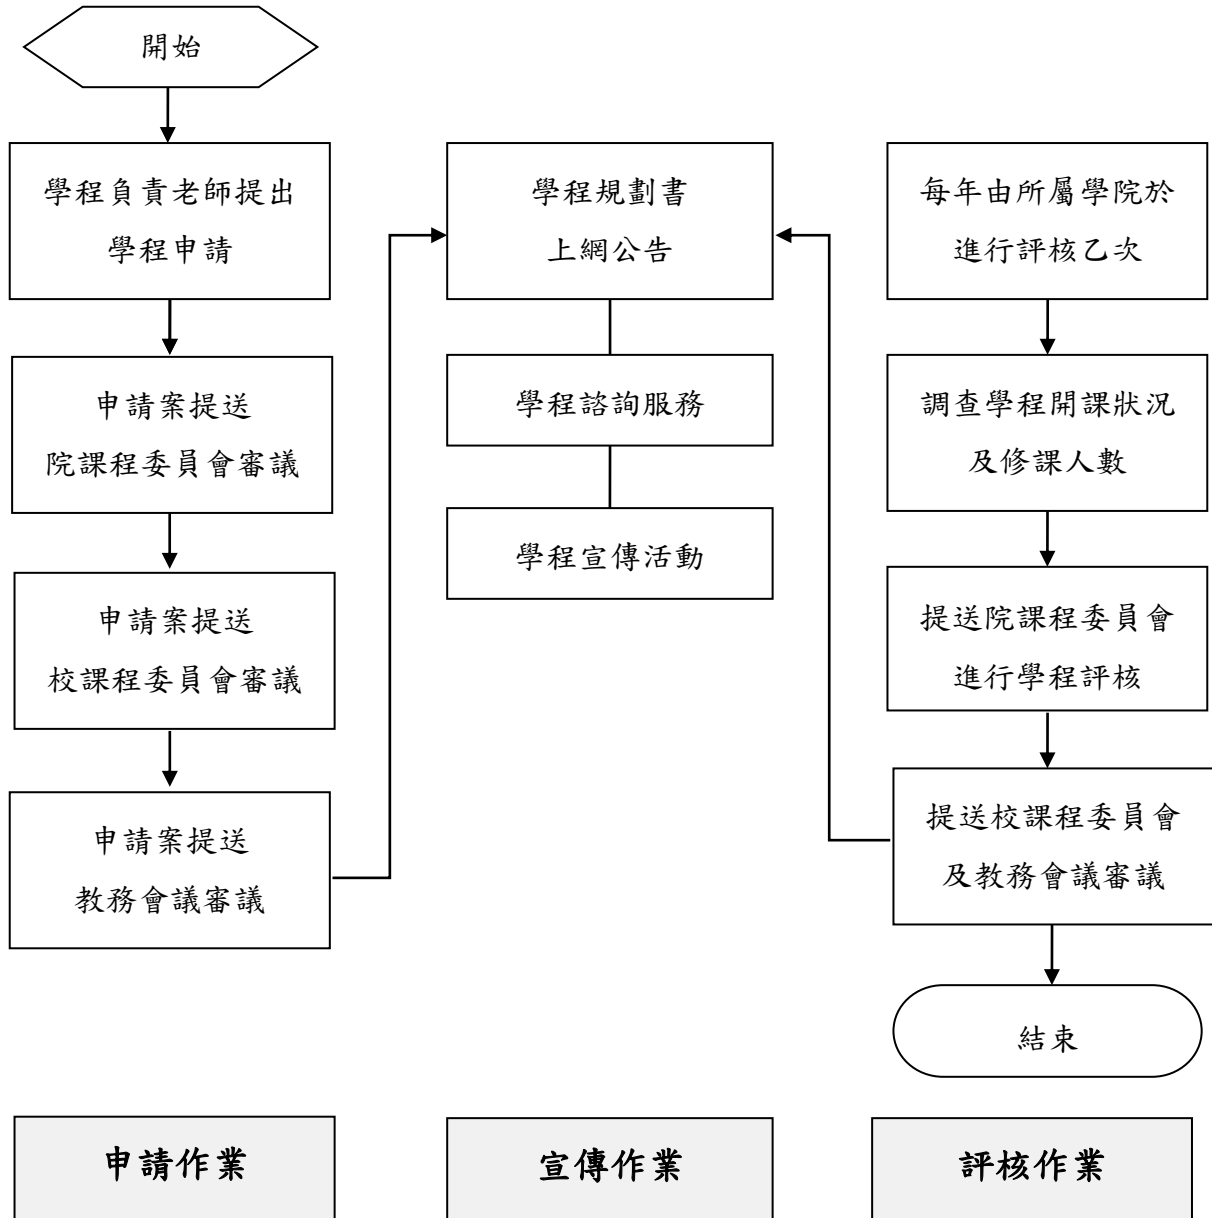 開始
學程負責老師提出
學程申請
申請案提送
院課程委員會審議
申請案提送
校課程委員會審議
申請案提送
教務會議審議
學程規劃書
上網公告
學程諮詢服務
學程宣傳活動
每年由所屬學院於
進行評核乙次
調查學程開課狀況
及修課人數
提送院課程委員會
進行學程評核
提送校課程委員會
及教務會議審議
結束
申請作業
宣傳作業
評核作業